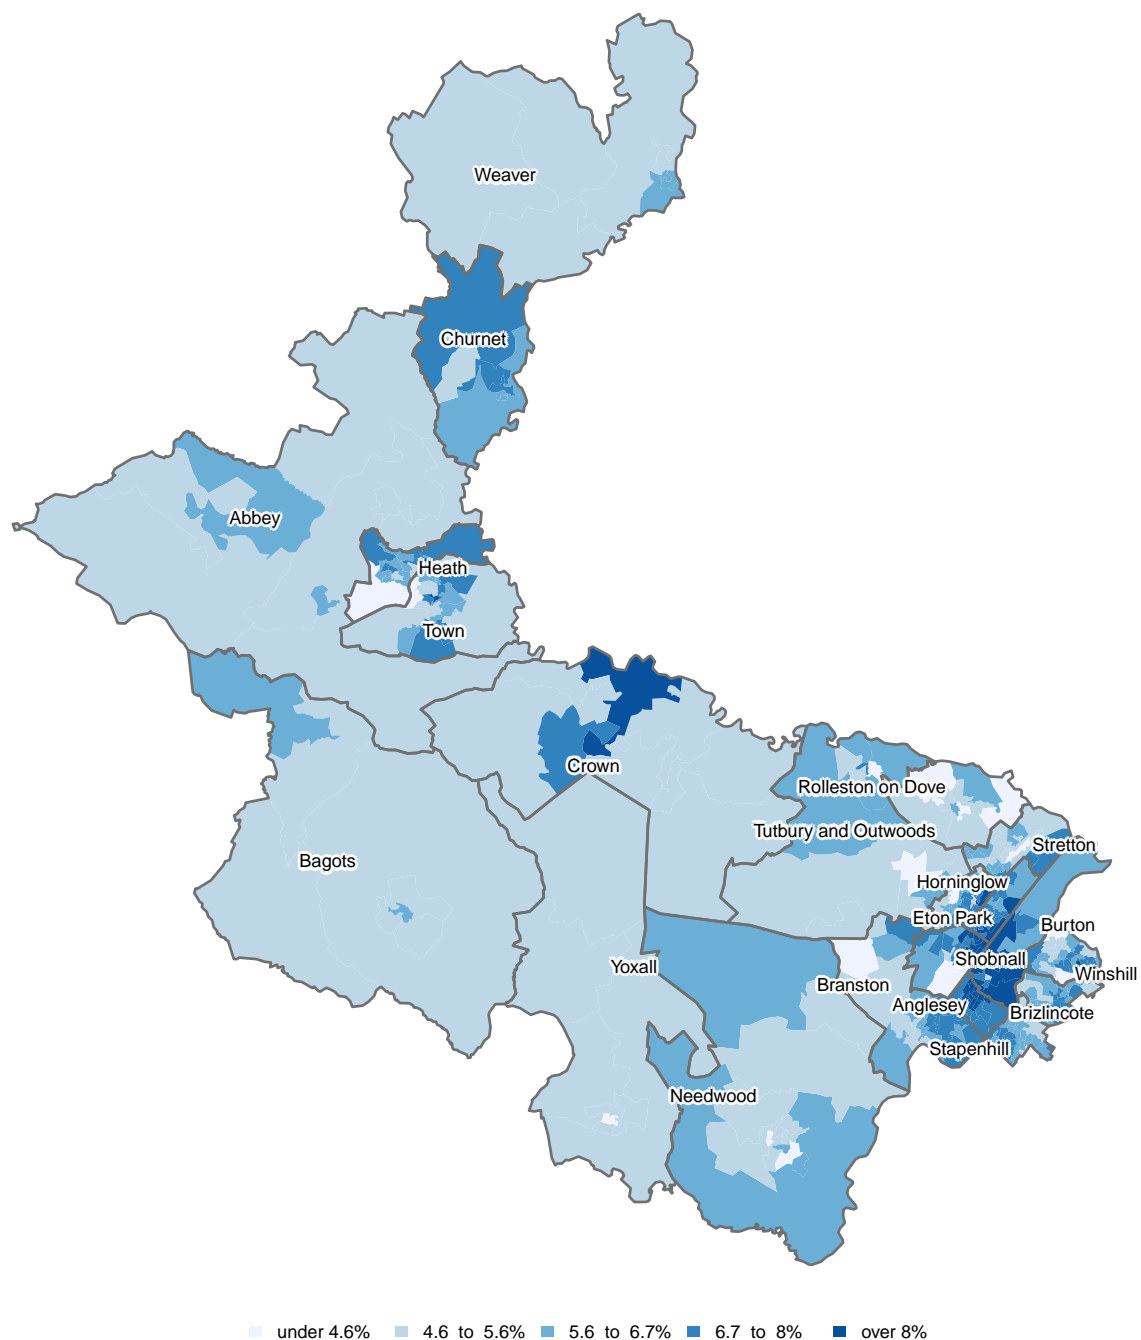 Weaver
Churnet
Abbey
Heath
Town
Crown
Rolleston on Dove
Tutbury and Outwoods
Stretton
Bagots
Horninglow
Eton Park
Burton
Shobnall
Yoxall
Winshill
Branston
Anglesey
Brizlincote
Stapenhill
Needwood
under 4.6% 4.6 to 5.6% 5.6 to 6.7% 6.7 to 8% over 8%